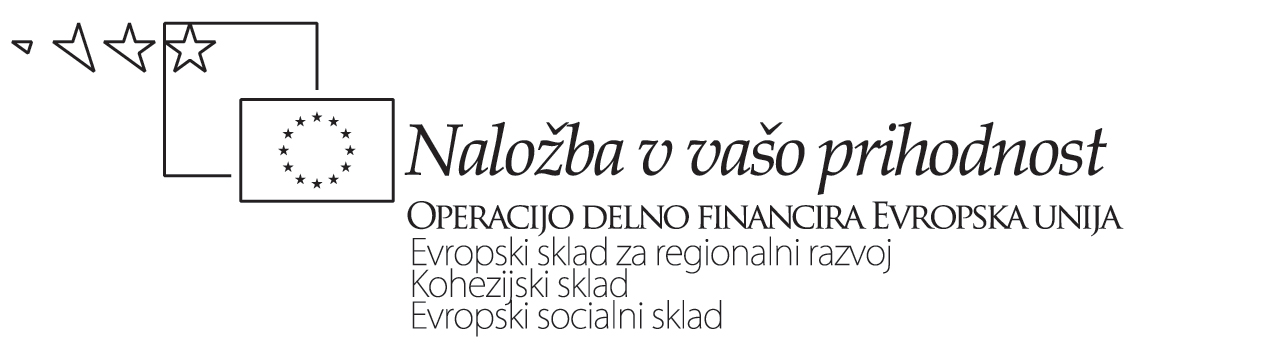 Naložba v vašo prihodnost
OPERACIJO DELNO FINANCIRA EVROPSKA UNIJA
Evropski sklad za regionalni razvoj
Kohezijski sklad
Evropski socialni sklad